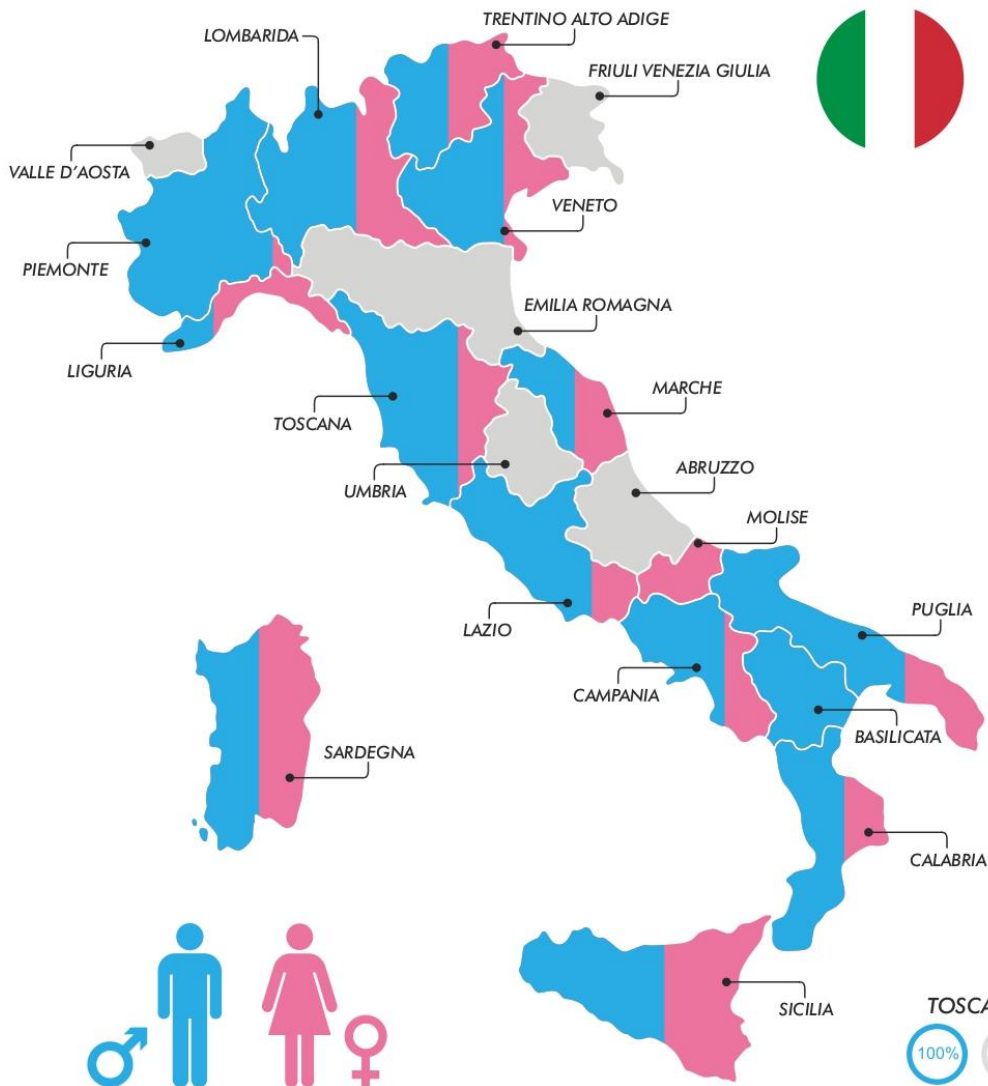 TRENTINO ALTO ADIGE
LOMBARIDA
FRIULI VENEZIA GIULIA
VALLE D'AOSTA
VENETO
PIEMONTE
EMILIA ROMAGNA
LIGURIA
MARCHE
TOSCANA
ABRUZZO
UMBRIA
MOLISE
PUGLIA
LAZIO
CAMPANIA
BASILICATA
SARDEGNA
CALABRIA
SICILIA
100%